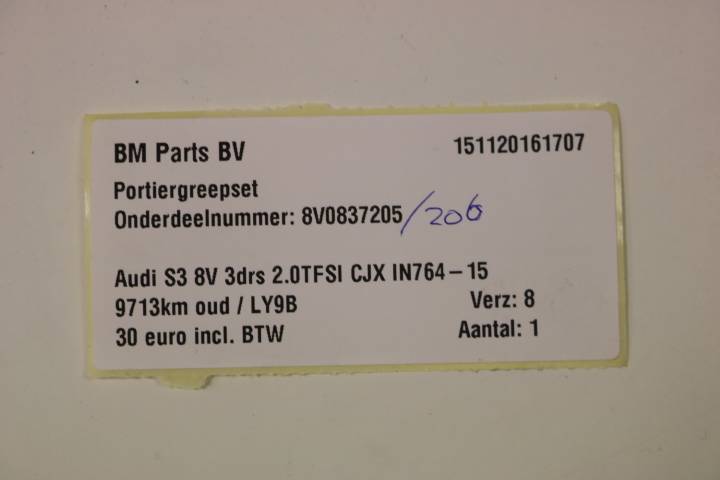 BM Parts BV 151120161707
Portiergreepset
Onderdeelnummer: 8V0837205/206
Audi S3 8V 3drs 2.0TFSI CJX IN764-15
9713km oud / LY9B Verz: 8
30 euro incl. BTW Aantal: 1